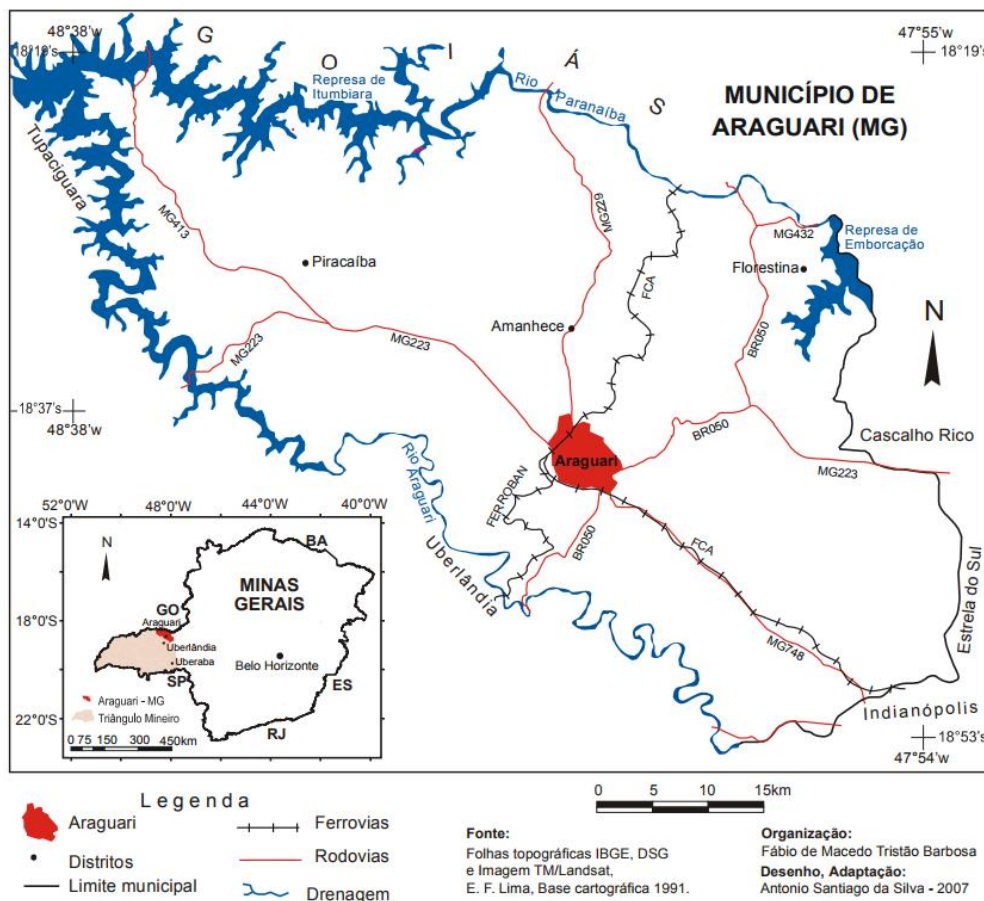 48°38'w
47°55'w
18°19's
18°19's
G O I Á S
Represa de
Itumbiara
Rio
Paranaíba
MUNICÍPIO DE
ARAGUARI (MG)
Tupaciguara
MG413
MG229
FCA
MG432
Represa de
Emborcação
Florestina
Piracaíba
Amanhece
BR050
N
MG223
MG223
18°37's
48°38'w
BR050
Cascalho Rico
MG223
Araguari
Rio Araguari
FERROBAN
Uberlândia
BR050
FCA
MG748
Estrela do Sul
Indianópolis
18°53's
47°54'w
52°0'W 48°0'W 44°0'W 40°0'W
14°0'S
N
BA
MINAS
GERAIS
GO
Araguari
18°0'S
Uberlândia
Uberaba
Belo Horizonte
SP
ES
Araguari - MG
Triângulo Mineiro
22°0'S
RJ
0 75 150 300 450km
Legenda
Araguari
Distritos
Limite municipal
Ferrovias
Rodovias
Drenagem
0 5 10 15km
Fonte:
Folhas topográficas IBGE, DSG
e Imagem TM/Landsat,
E. F. Lima, Base cartográfica 1991.
Organização:
Fábio de Macedo Tristão Barbosa
Desenho, Adaptação:
Antonio Santiago da Silva - 2007